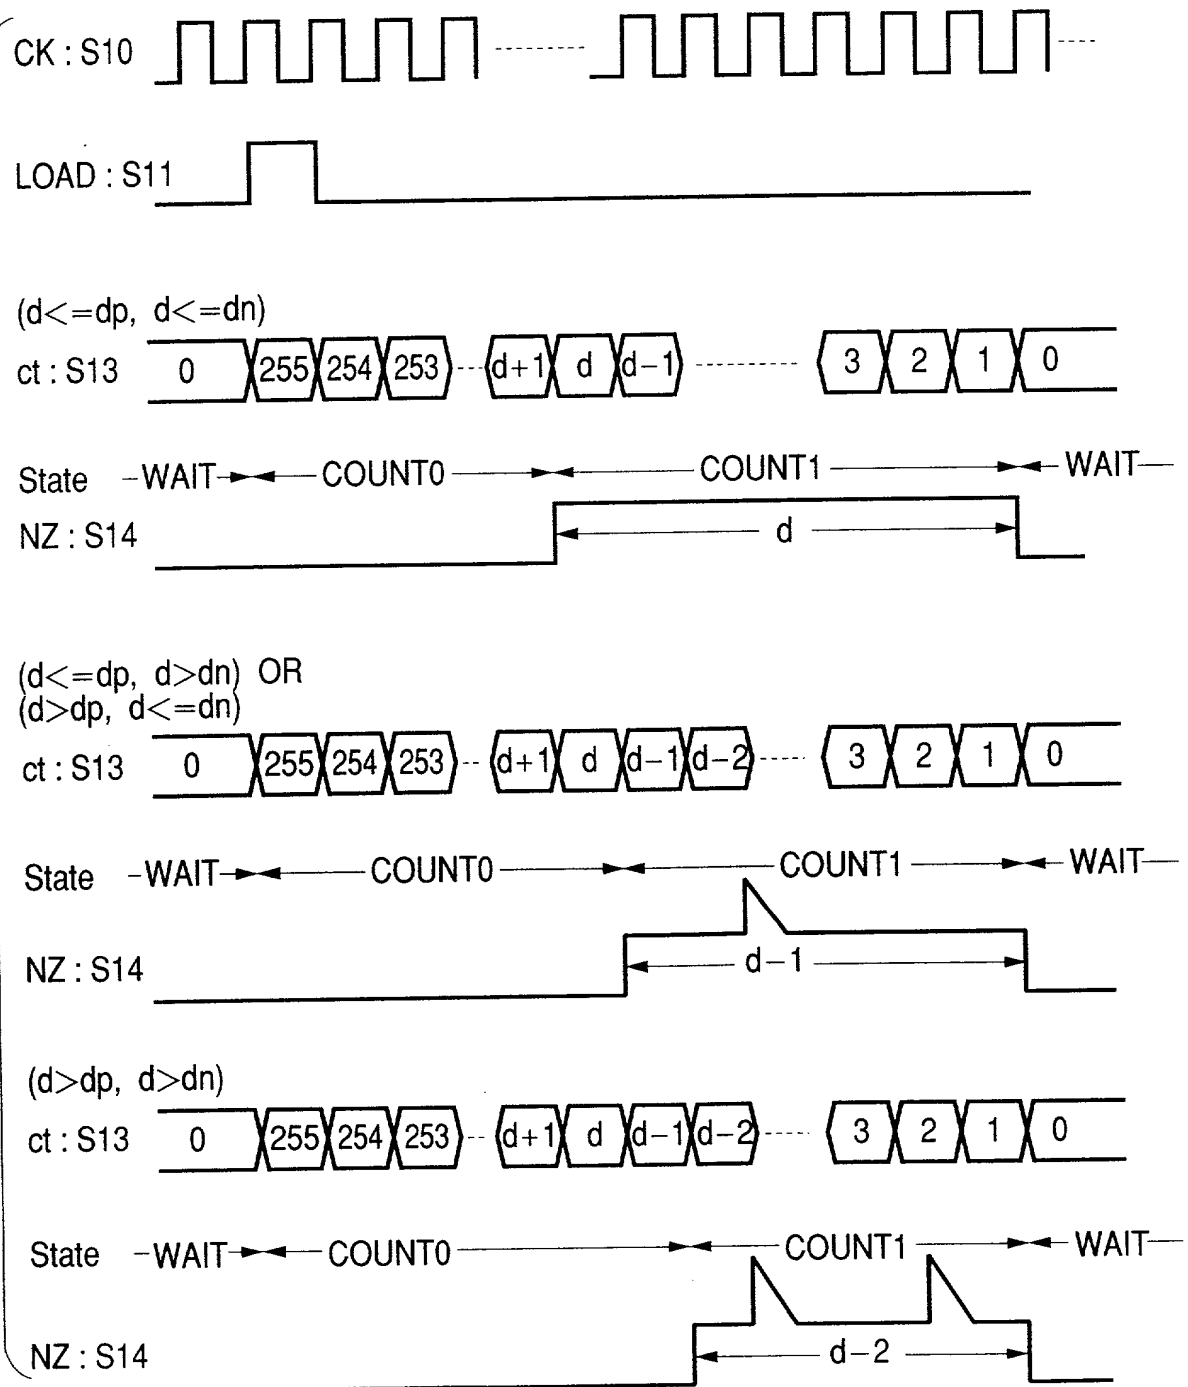 CK : S10
LOAD : S11
(d<=dp, d<=dn)
ct : S13 0 255 254 253 d+1 d d−1 3 2 1 0
State WAIT COUNT0 COUNT1 WAIT
NZ : S14 d
(d<=dp, d>dn) OR
(d>dp, d<=dn)
ct : S13 0 255 254 253 d+1 d d−1 d−2 3 2 1 0
State WAIT COUNT0 COUNT1 WAIT
NZ : S14 d−1
(d>dp, d>dn)
ct : S13 0 255 254 253 d+1 d d−1 d−2 3 2 1 0
State WAIT COUNT0 COUNT1 WAIT
NZ : S14 d−2